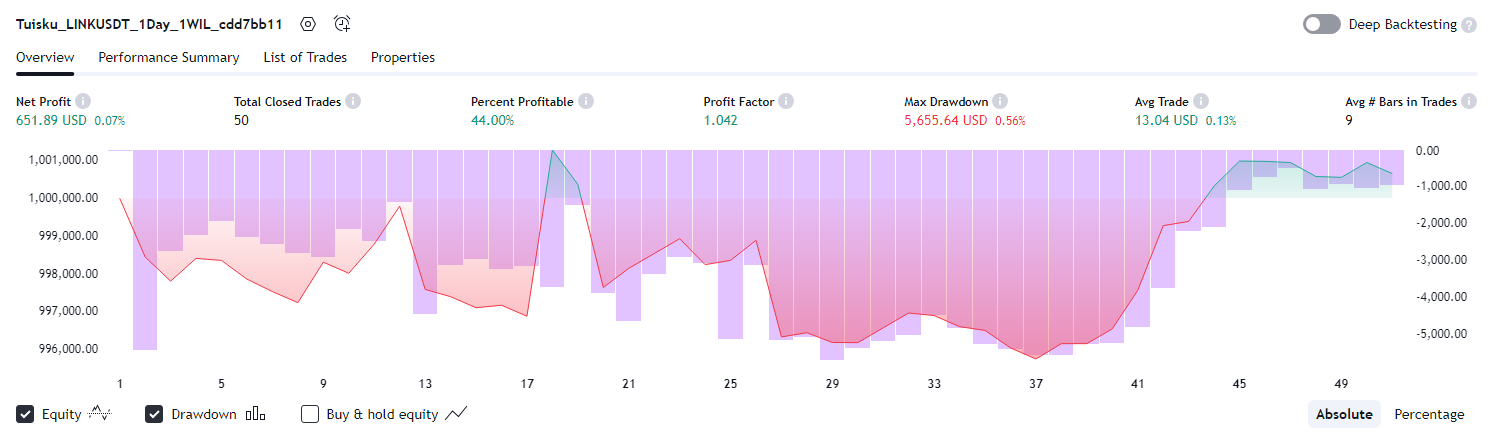 Tuisku_LINKUSDT_1Day_1WIL_cdd7bb11 Deep Backtesting ?
Overview Performance Summary List of Trades Properties
Net Profit i Total Closed Trades i Percent Profitable i Profit Factor i Max Drawdown i Avg Trade i Avg # Bars in Trades i
651.89 USD 0.07% 50 44.00% 1.042 5,655.64 USD 0.56% 13.04 USD 0.13% 9
1,001,000.00 0.00
1,000,000.00 -1,000.00
999,000.00 -2,000.00
998,000.00 -3,000.00
997,000.00 -4,000.00
996,000.00 -5,000.00
1 5 9 13 17 21 25 29 33 37 41 45 49
Equity Drawdown Buy & hold equity Absolute Percentage